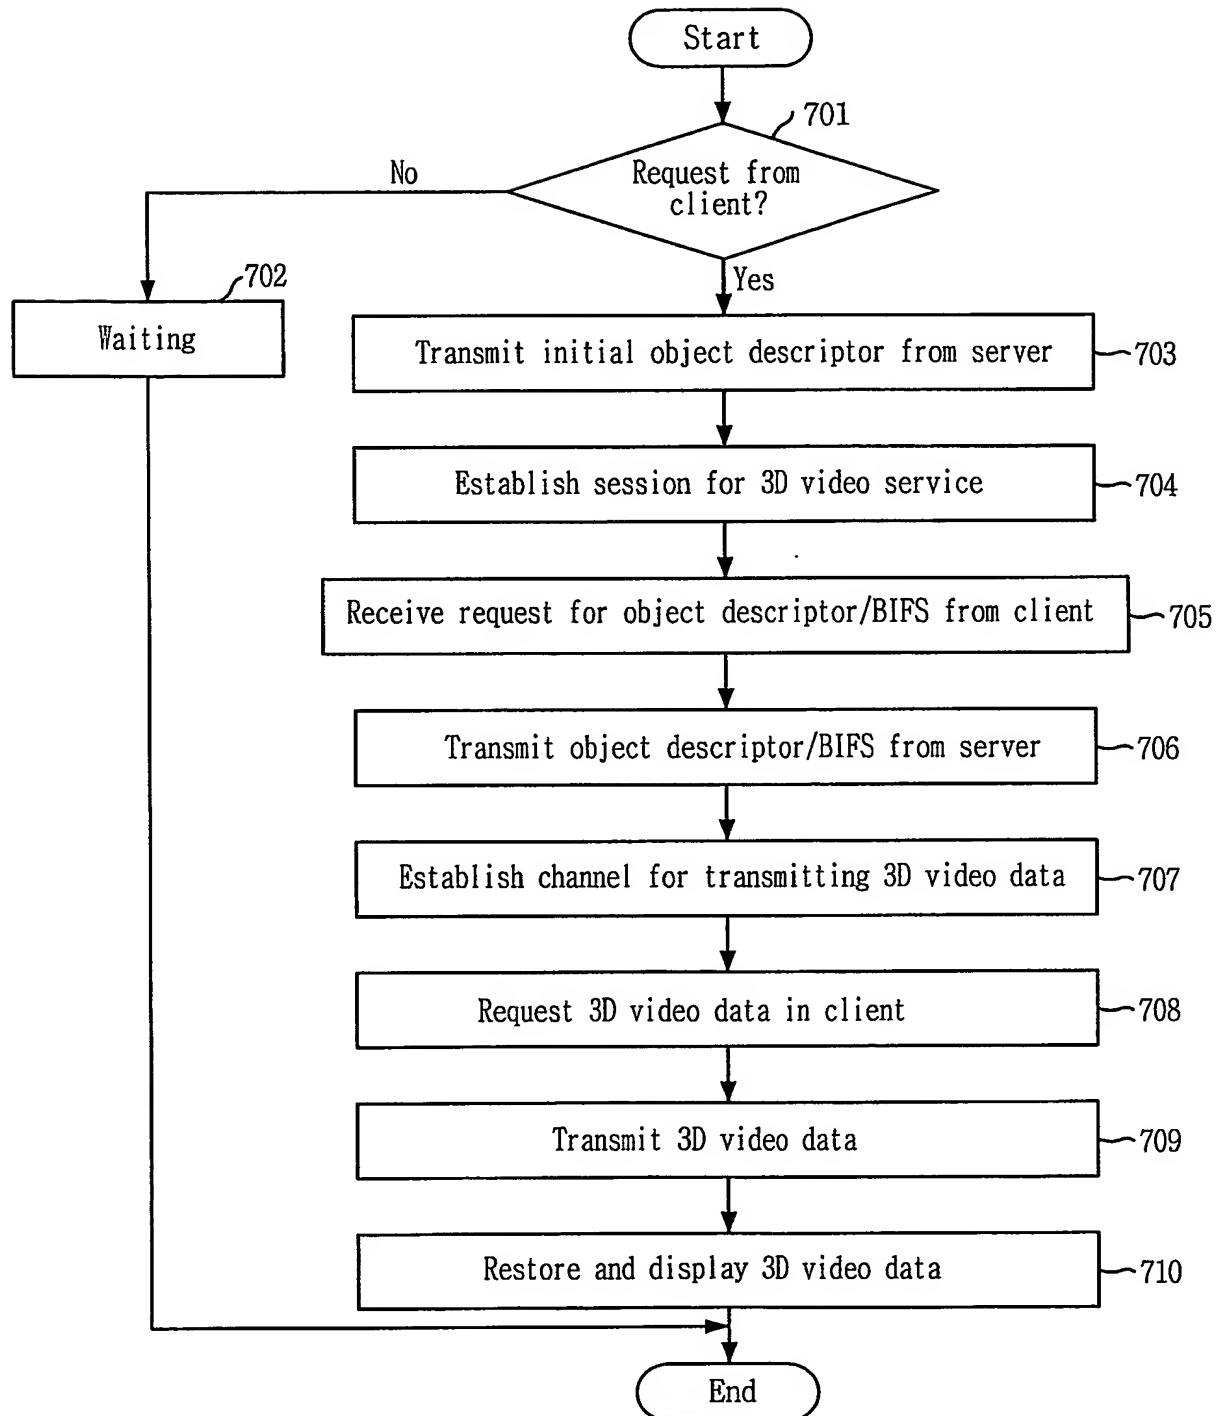 Start
701
Request from
client?
No
Yes
702
Waiting
Transmit initial object descriptor from server
703
Establish session for 3D video service
704
Receive request for object descriptor/BIFS from client
705
Transmit object descriptor/BIFS from server
706
Establish channel for transmitting 3D video data
707
Request 3D video data in client
708
Transmit 3D video data
709
Restore and display 3D video data
710
End